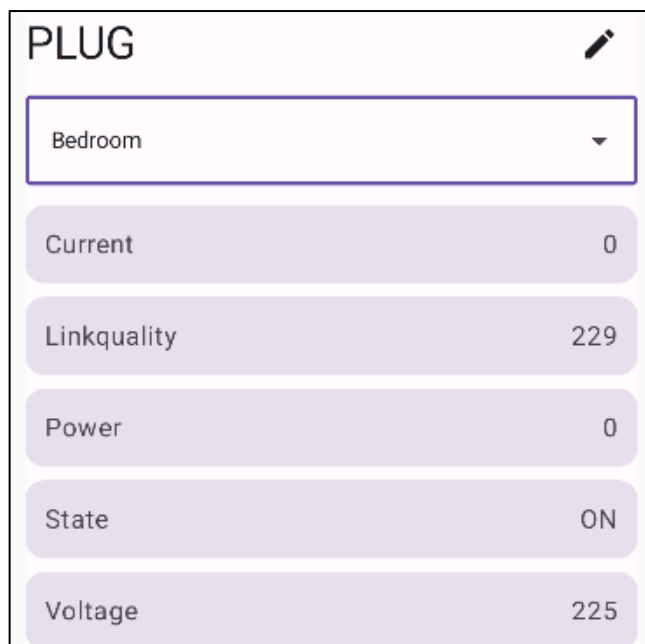 PLUG
Bedroom
Current 0
Linkquality 229
Power 0
State ON
Voltage 225